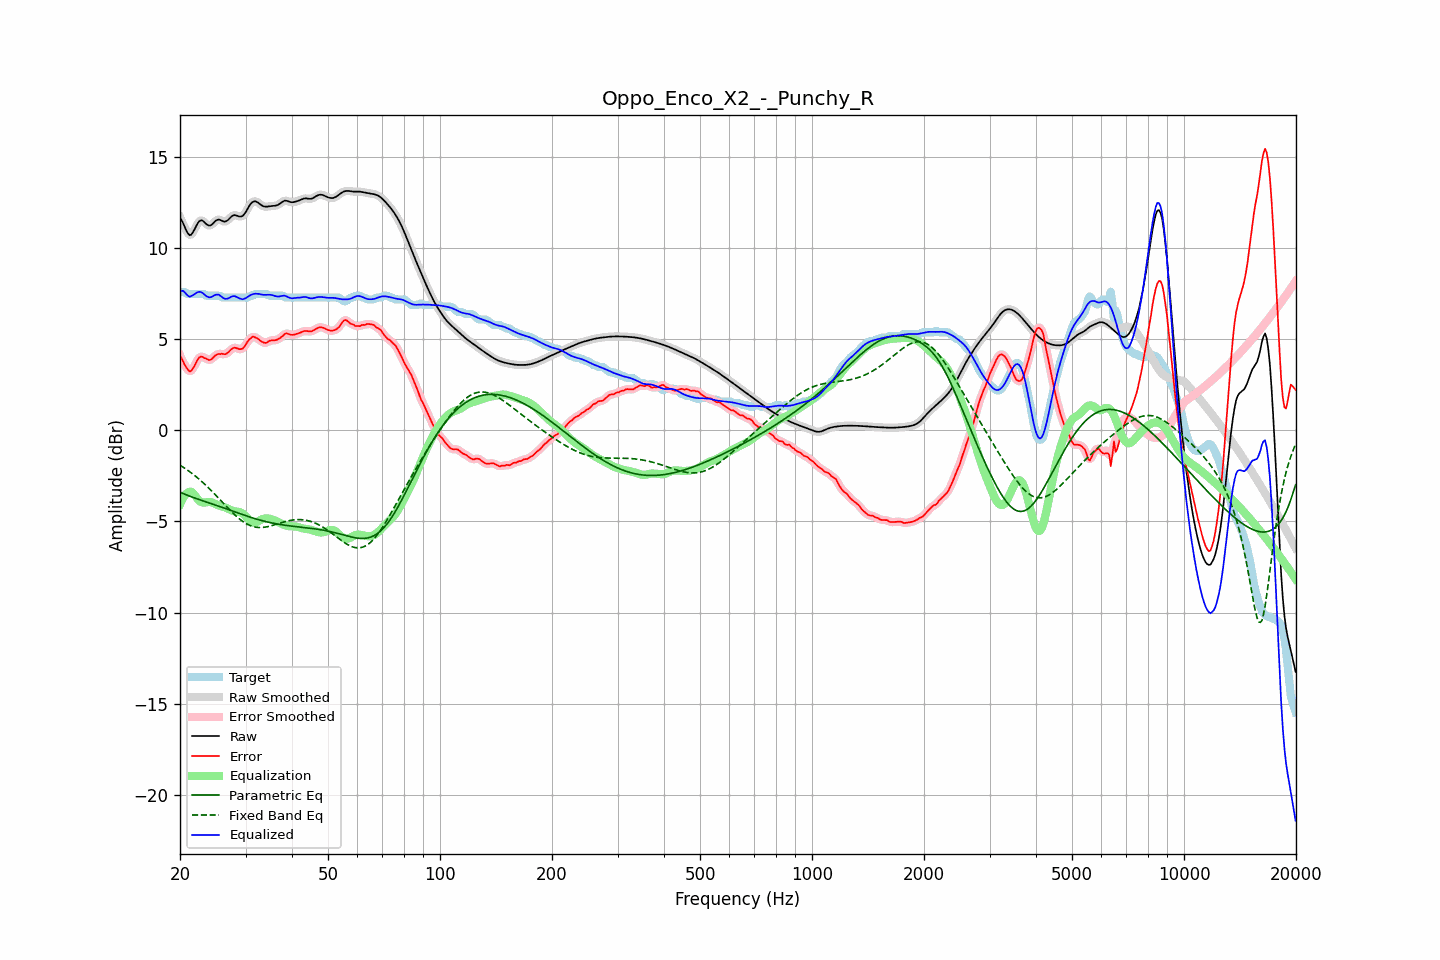 Oppo_Enco_X2_-_Punchy_R
Amplitude (dBr)
15
10
5
0
−5
−10
−15
−20
Target
Raw Smoothed
Error Smoothed
Raw
Error
Equalization
Parametric Eq
Fixed Band Eq
Equalized
20 50 100 200 500 1000 2000 5000 10000 20000
Frequency (Hz)